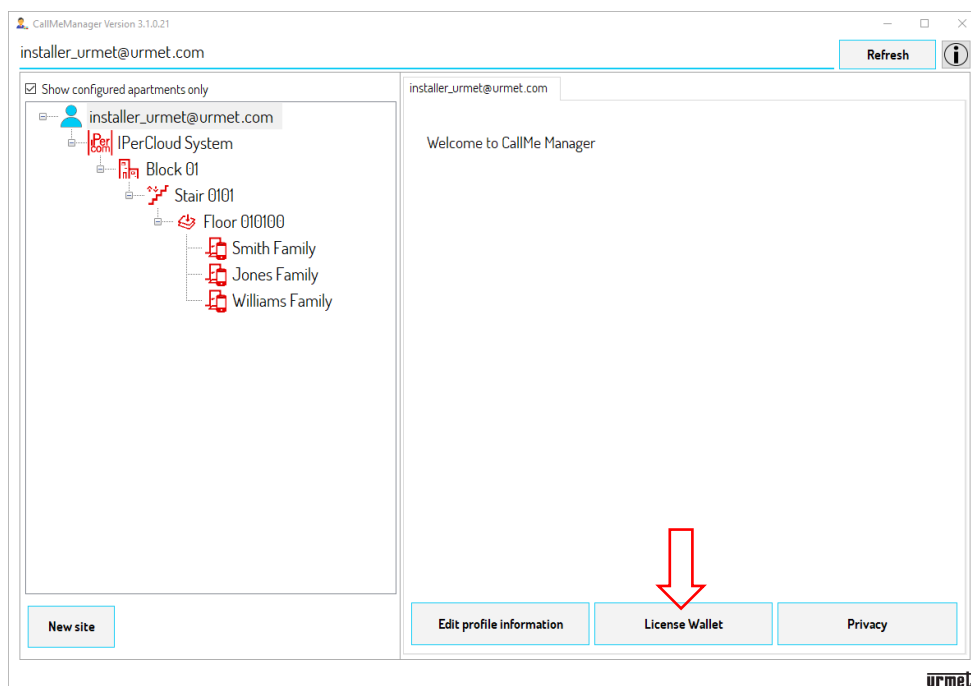 CallMeManager Version 3.1.0.21
installer_urmet@urmet.com
Refresh
Show configured apartments only
installer_urmet@urmet.com
IPerCloud System
Block 01
Stair 0101
Floor 010100
Smith Family
Jones Family
Williams Family
New site
installer_urmet@urmet.com
Welcome to CallMe Manager
Edit profile information
License Wallet
Privacy
urmet